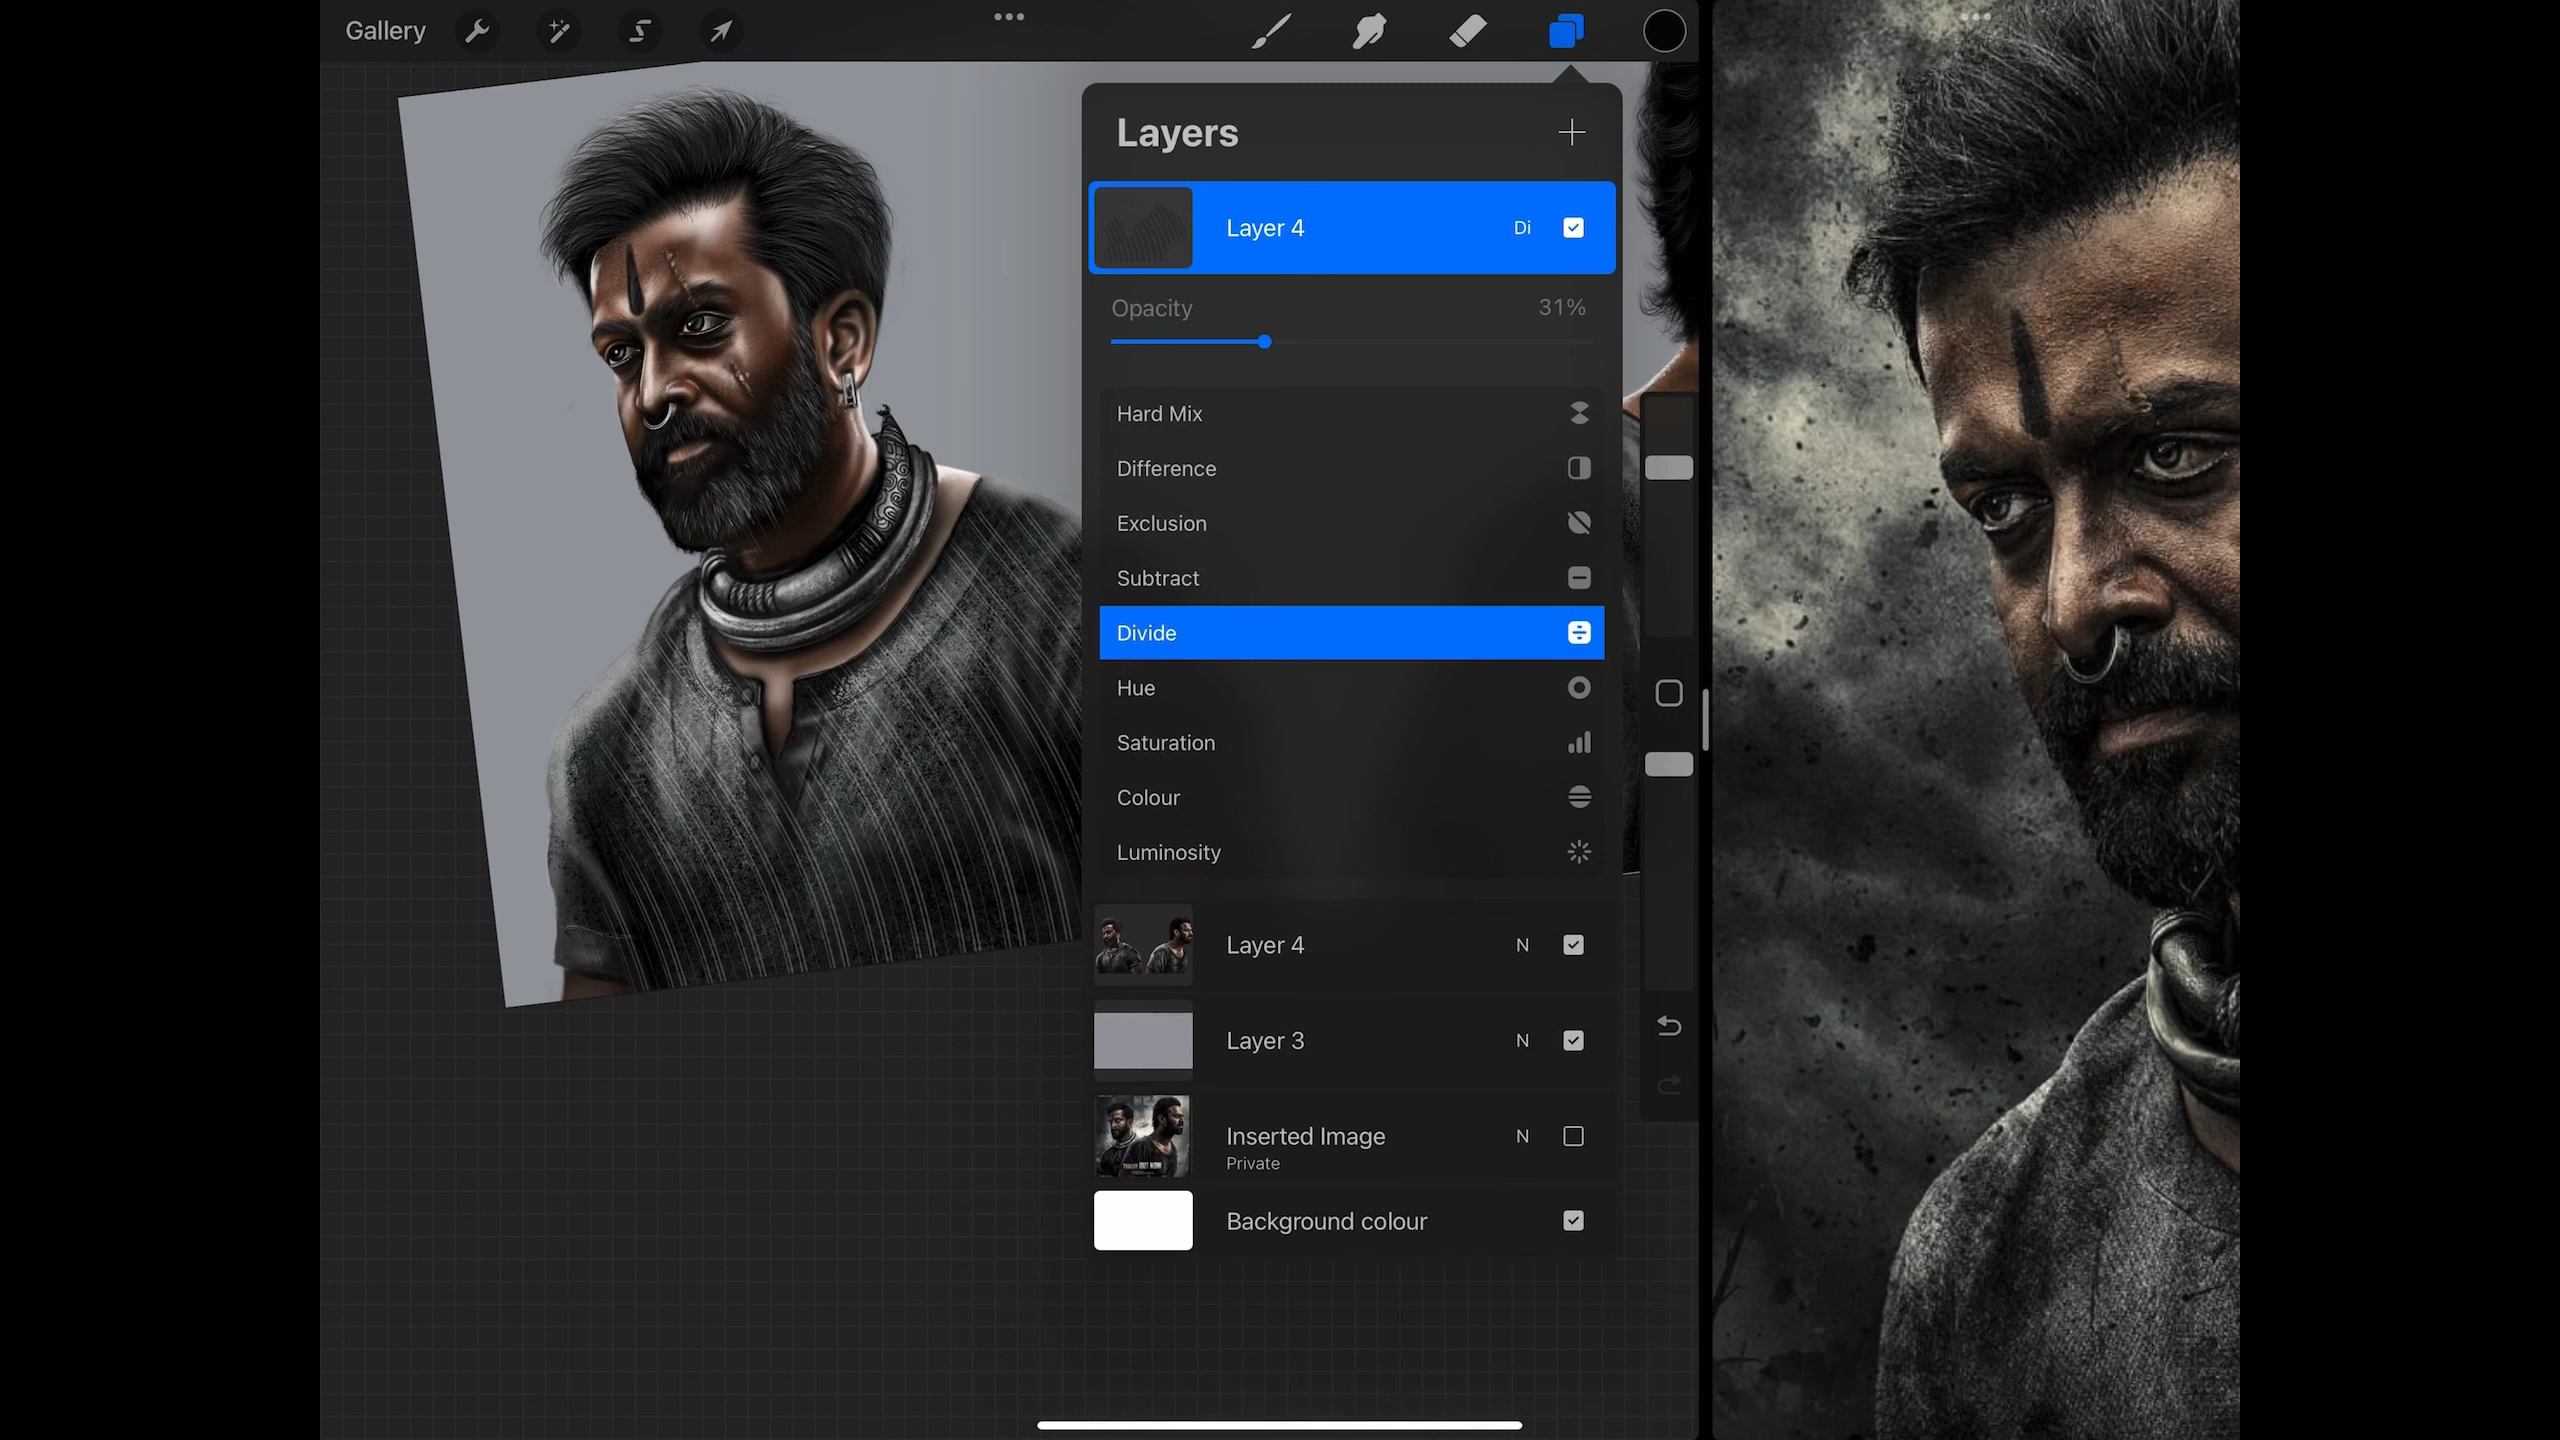 Gallery
Layers
Layer 4 Di
Opacity 31%
Hard Mix
Difference
Exclusion
Subtract
Divide
Hue
Saturation
Colour
Luminosity
Layer 4 N
Layer 3 N
Inserted Image N
Private
Background colour